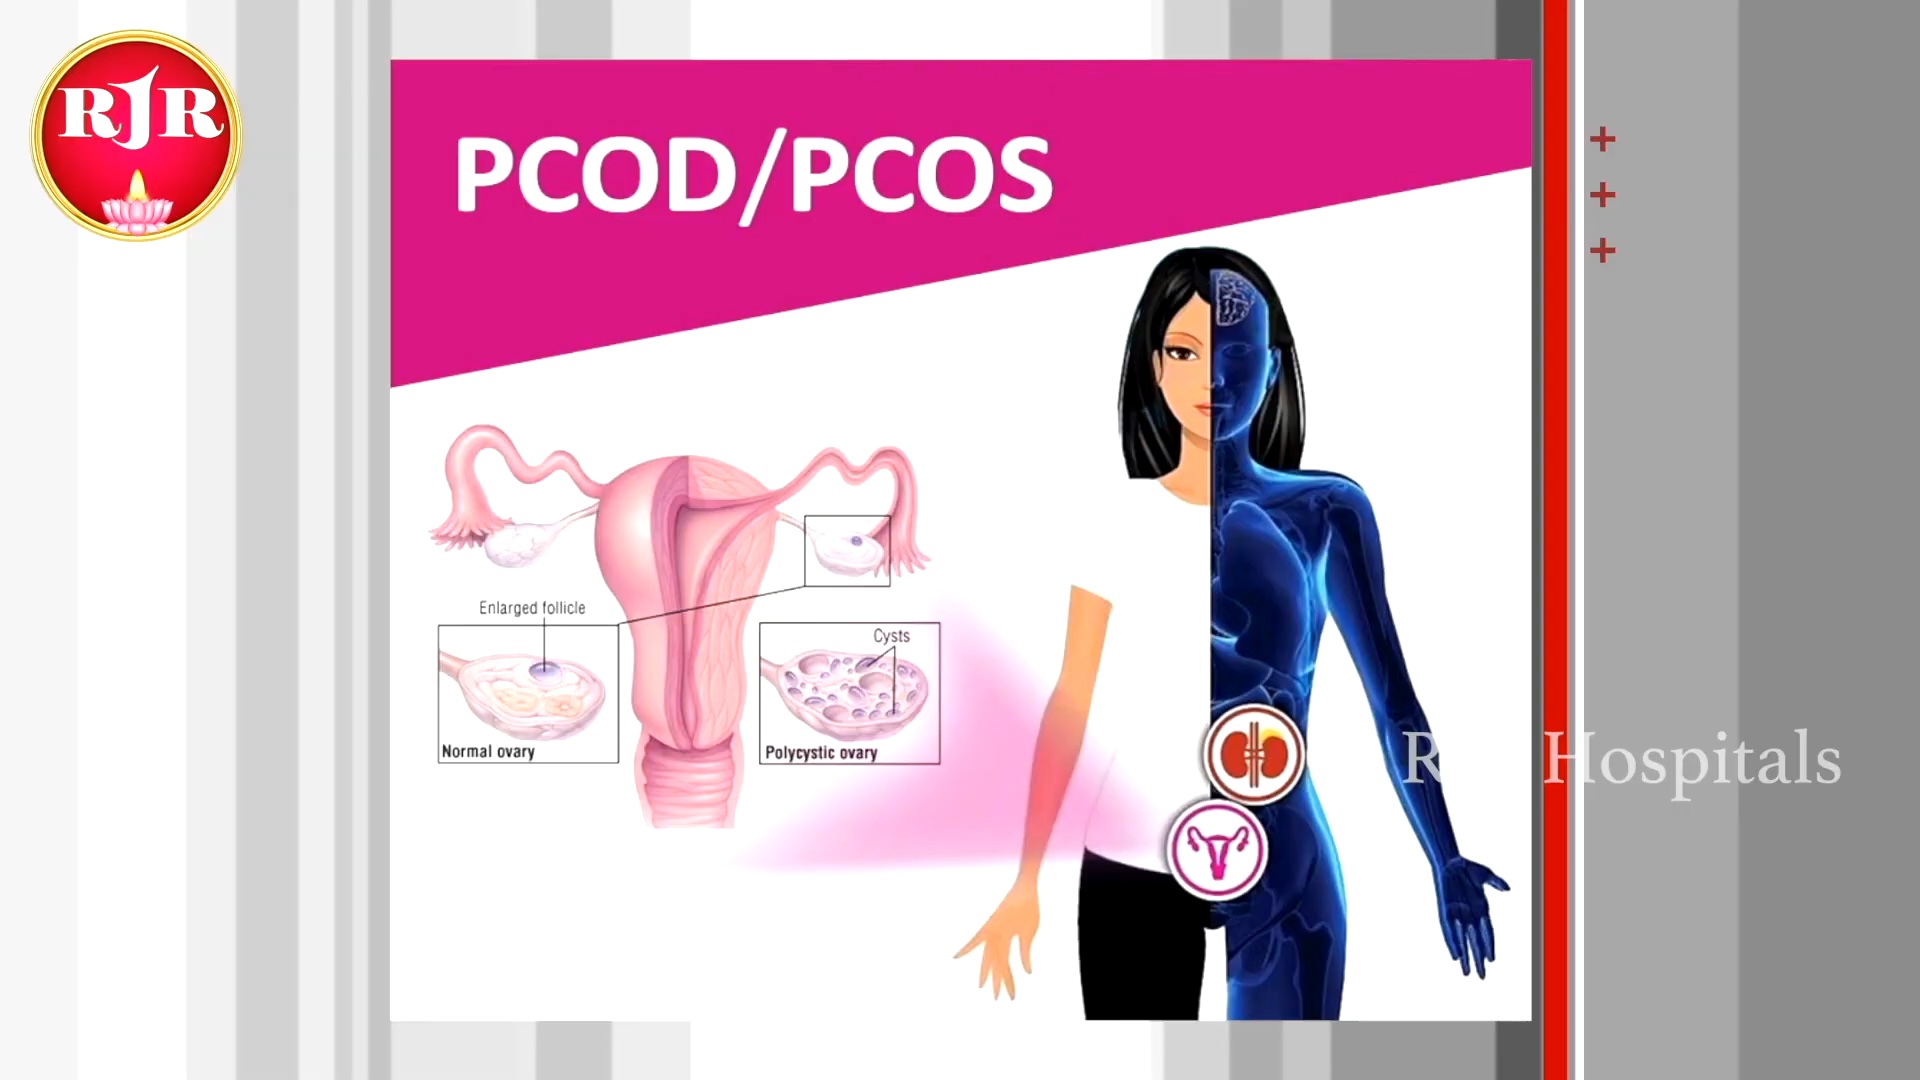 RJR
PCOD/PCOS
Enlarged follicle
Normal ovary
Cysts
Polycystic ovary
Hospitals